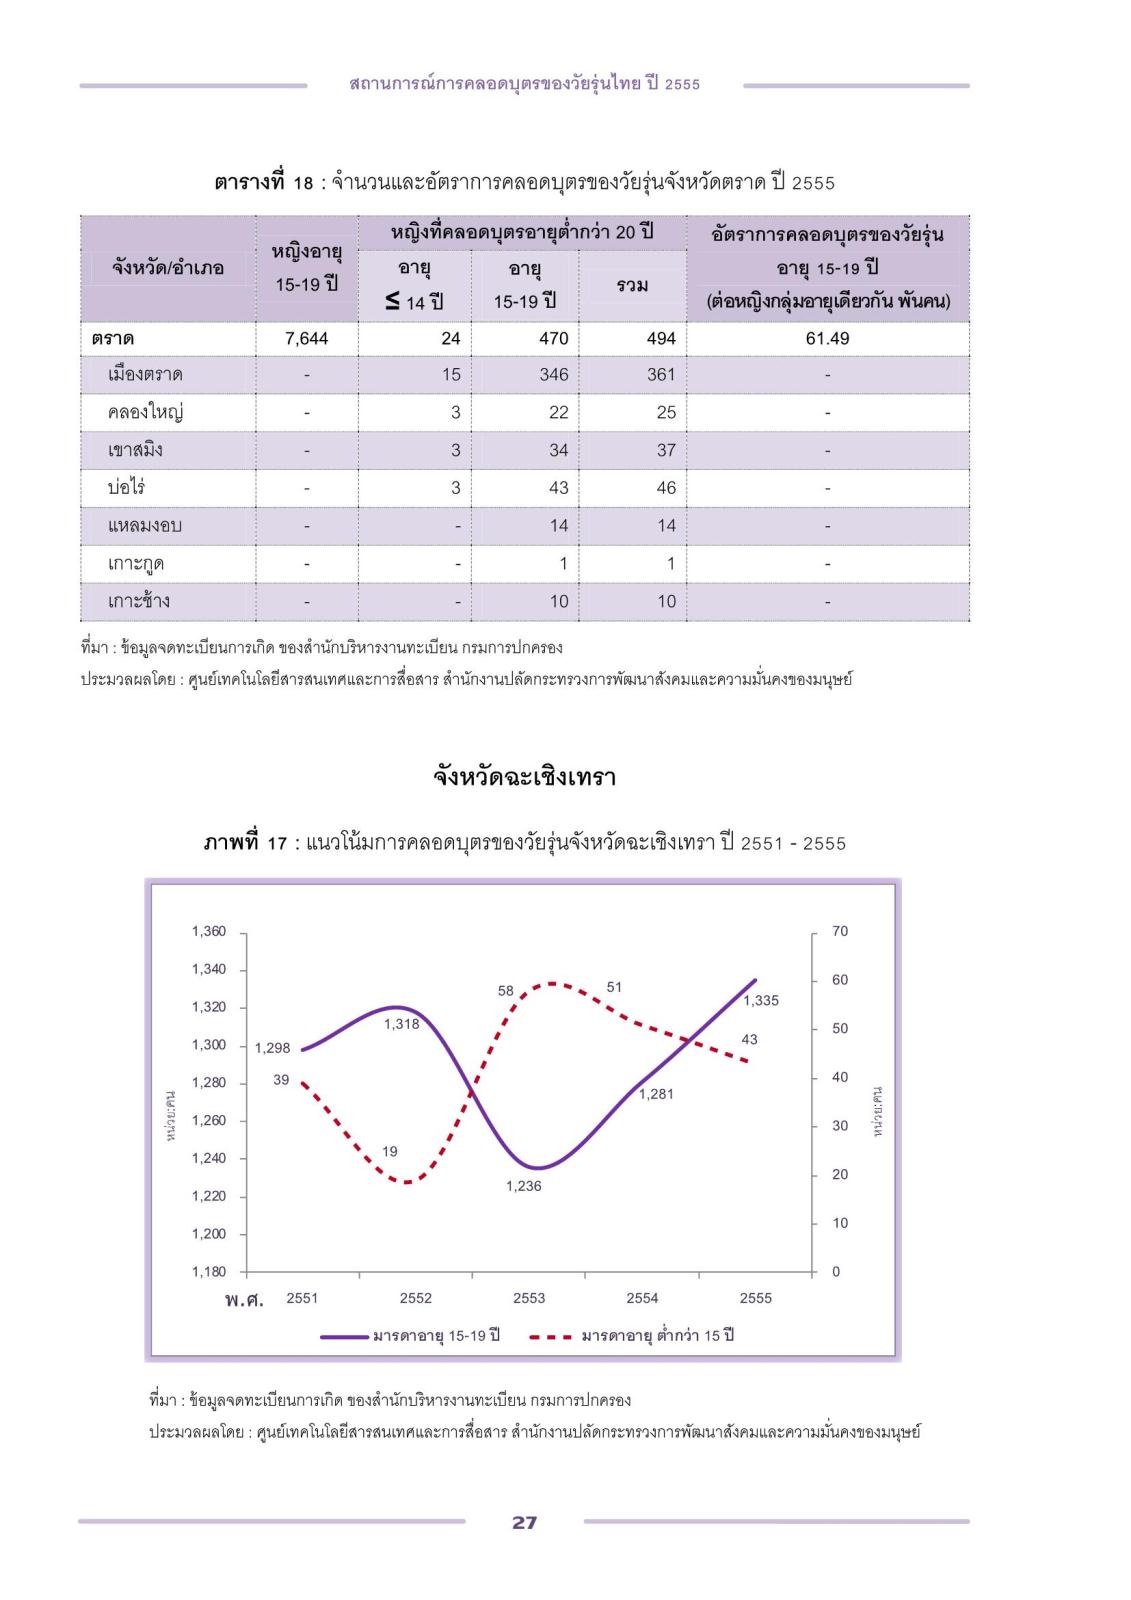 สถานการณ์การคลอดบุตรของวัยรุ่นไทย ปี 2555
ตารางที่ 18 : จำนวนและอัตราการคลอดบุตรของวัยรุ่นจังหวัดตราด ปี 2555
จังหวัด/อำเภอ หญิงอายุ 15-19 ปี หญิงที่คลอดบุตรอายุต่ำกว่า 20 ปี อัตราการคลอดบุตรของวัยรุ่น อายุ 15-19 ปี (ต่อหญิงกลุ่มอายุเดียวกัน พันคน)
อายุ ≤ 14 ปี อายุ 15-19 ปี รวม
ตราด 7,644 24 470 494 61.49
เมืองตราด - 15 346 361 -
คลองใหญ่ - 3 22 25 -
เขาสมิง - 3 34 37 -
บ่อไร่ - 3 43 46 -
แหลมงอบ - - 14 14 -
เกาะกูด - - 1 1 -
เกาะช้าง - - 10 10 -
ที่มา : ข้อมูลจดทะเบียนการเกิด ของสำนักบริหารงานทะเบียน กรมการปกครอง
ประมวลผลโดย : ศูนย์เทคโนโลยีสารสนเทศและการสื่อสาร สำนักงานปลัดกระทรวงการพัฒนาสังคมและความมั่นคงของมนุษย์
จังหวัดฉะเชิงเทรา
ภาพที่ 17 : แนวโน้มการคลอดบุตรของวัยรุ่นจังหวัดฉะเชิงเทรา ปี 2551 - 2555
1,360 70
1,340
60
1,320
58 51
1,335
1,318
50
1,300
1,298 43
39
1,280 40
1,281
หน่วย:คน หน่วย:คน
1,260 30
19
1,240
20
1,236
1,220
10
1,200
1,180 0
พ.ศ. 2551 2552 2553 2554 2555
มารดาอายุ 15-19 ปี มารดาอายุ ต่ำกว่า 15 ปี
ที่มา : ข้อมูลจดทะเบียนการเกิด ของสำนักบริหารงานทะเบียน กรมการปกครอง
ประมวลผลโดย : ศูนย์เทคโนโลยีสารสนเทศและการสื่อสาร สำนักงานปลัดกระทรวงการพัฒนาสังคมและความมั่นคงของมนุษย์
27